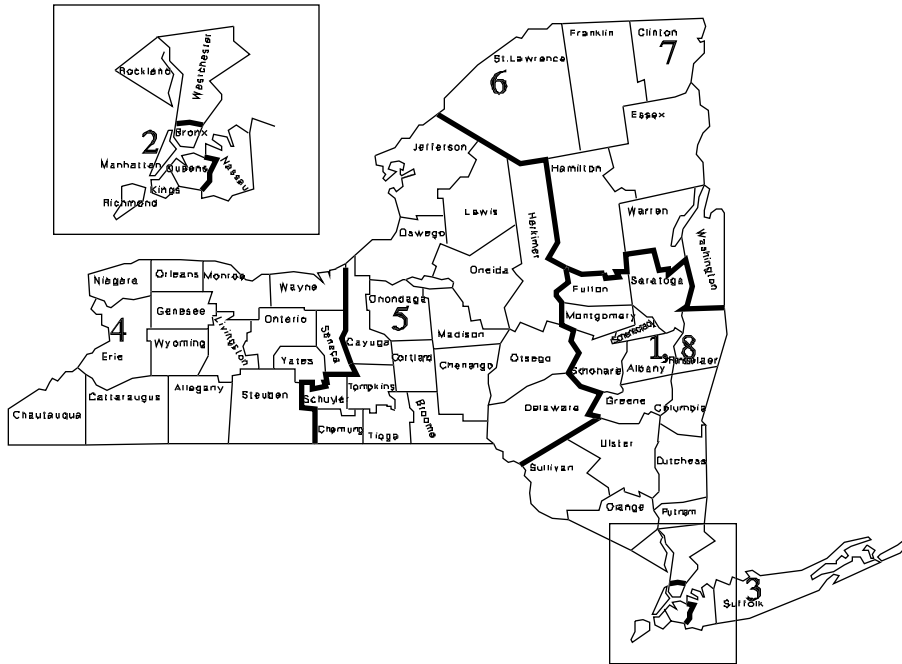 Franklin
Clinton
7
St.Lawrence
6
Essex
Rockland
Westchester
Bronx
2
Manhattan
Queens
Nassau
Kings
Richmond
Jefferson
Hamilton
Lewis
Herkimer
Warren
Washington
Oswego
Oneida
Niagara
Orleans
Monroe
Wayne
Fulton
Saratoga
Onondaga
5
Genesee
Ontario
Seneca
Livingston
Montgomery
Schenectady
4
Erie
Wyoming
Cayuga
Madison
1,8
Yates
Cortland
Chenango
Otsego
Schoharie
Albany
Chautauqua
Cattaraugus
Allegany
Steuben
Schuyler
Tompkins
Broome
Delaware
Greene
Columbia
Chemung
Tioga
Ulster
Sullivan
Dutchess
Orange
Putnam
3
Suffolk